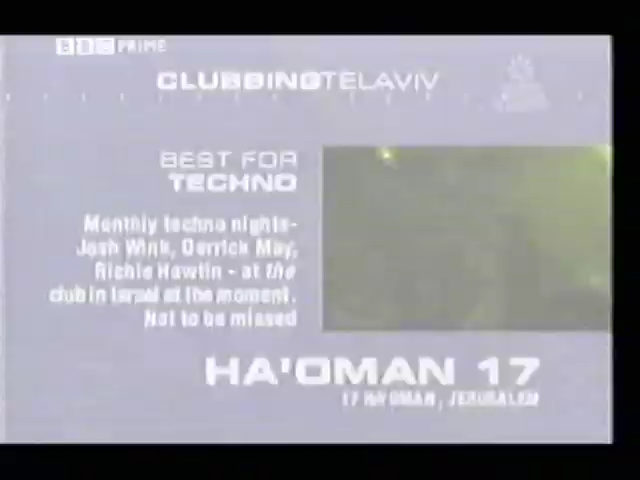 BBC PRIME
CLUBBINGTELAVIV
BEST FOR
TECHNO
Monthly techno nights-
Josh Wink, Derrick May,
Richie Hawtin - at the
club in Israel at the moment.
Not to be missed
HA'OMAN 17
17 HA'OMAN, JERUSALEM